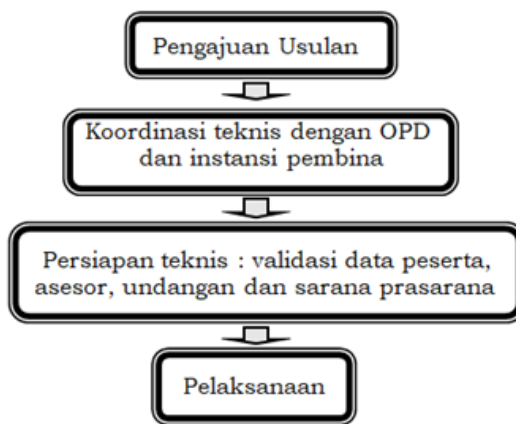 Pengajuan Usulan
Koordinasi teknis dengan OPD
dan instansi pembina
Persiapan teknis : validasi data peserta,
asesor, undangan dan sarana prasarana
Pelaksanaan